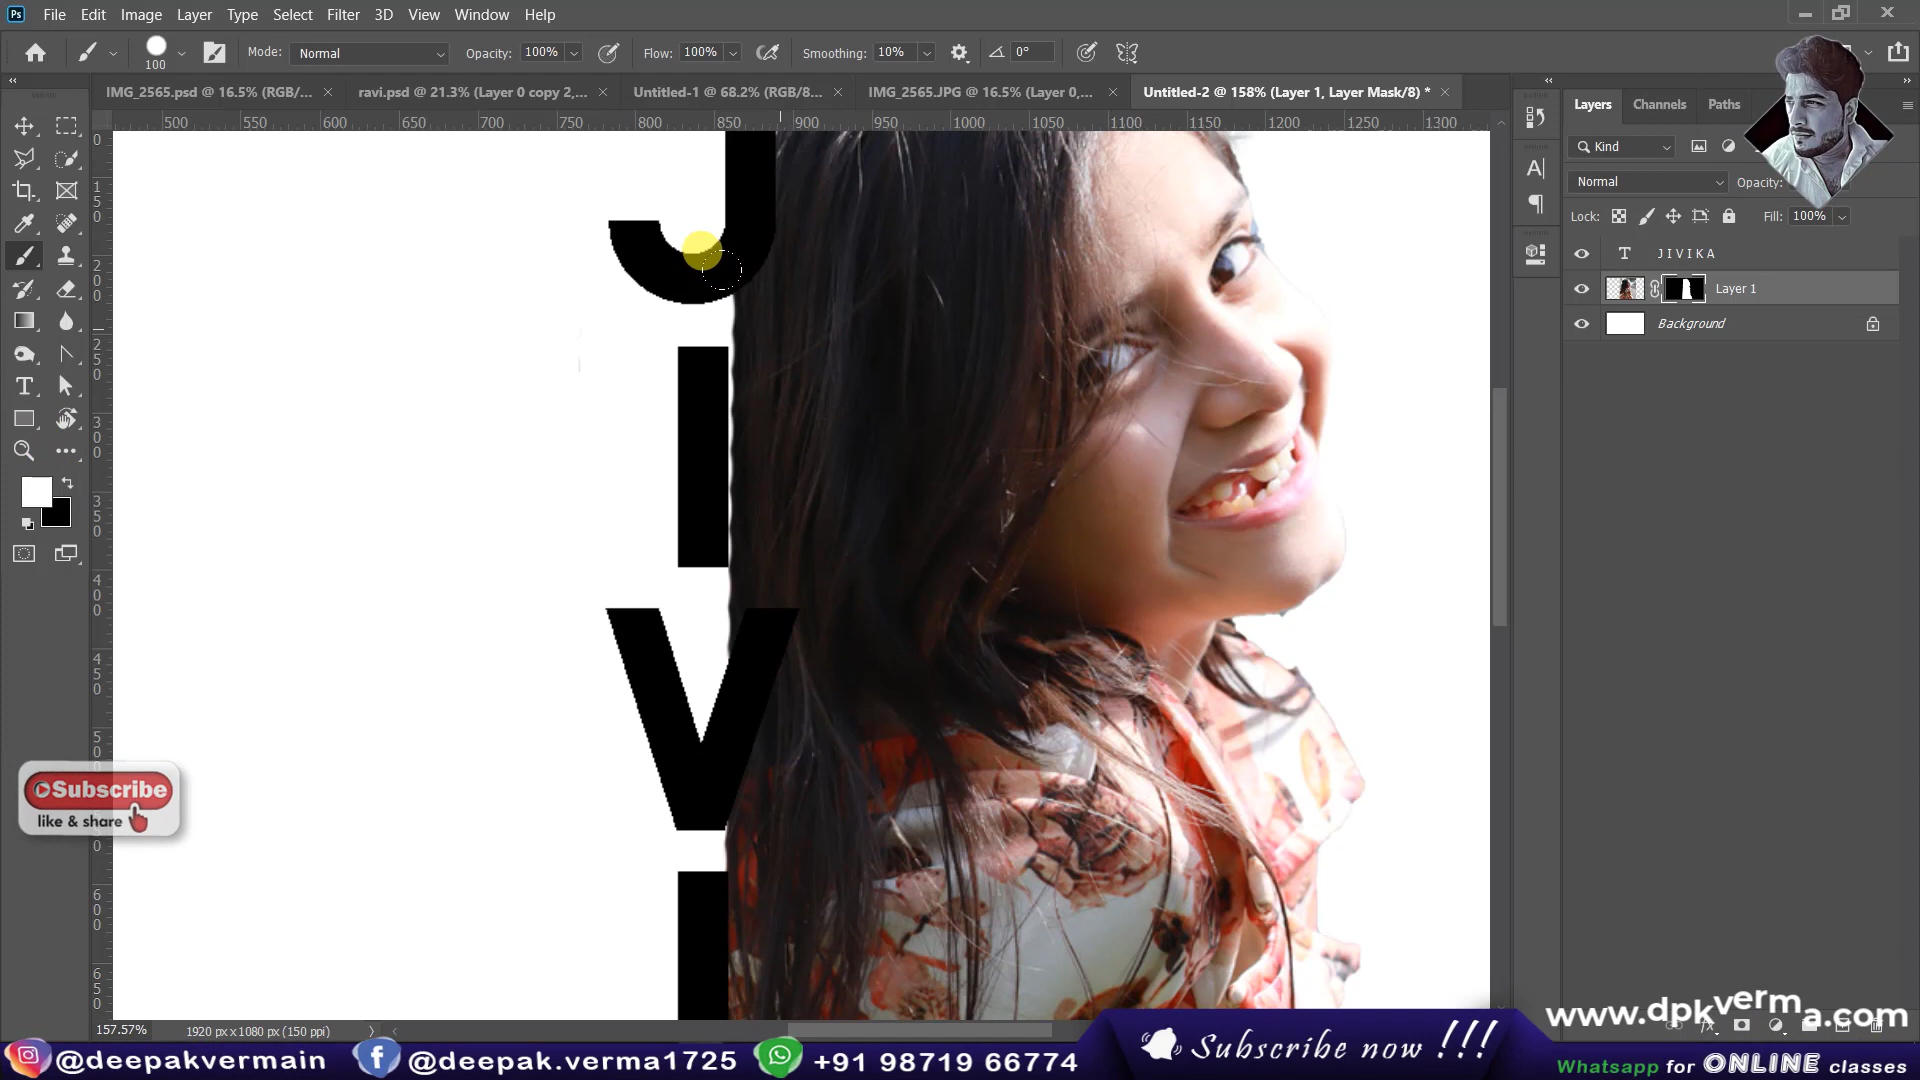 Ps File Edit Image Layer Type Select Filter 3D View Window Help
100 Mode: Normal Opacity: 100% Flow: 100% Smoothing: 10% 0°
IMG_2565.psd @ 16.5% (RGB/... × ravi.psd @ 21.3% (Layer 0 copy 2,... × Untitled-1 @ 68.2% (RGB/8... × IMG_2565.JPG @ 16.5% (Layer 0,... × Untitled-2 @ 158% (Layer 1, Layer Mask/8) * ×
500 550 600 650 700 750 800 850 900 950 1000 1050 1100 1150 1200 1250 1300
Layers Channels Paths
Kind
Normal Opacity:
Lock: Fill: 100%
J I V I K A
Layer 1
Background
J
I
V
I
Subscribe
like & share
157.57% 1920 px x 1080 px (150 ppi)
www.dpkverma.com
@deepakvermain @deepak.verma1725 +91 98719 66774
Subscribe now !!!
Whatsapp for ONLINE classes